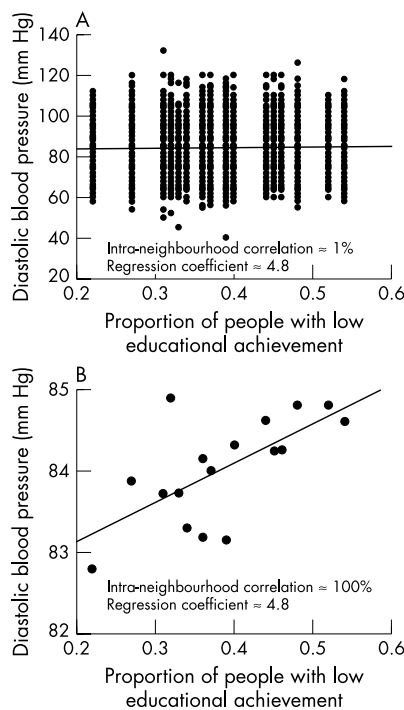 A
Diastolic blood pressure (mm Hg)
140
120
100
80
60
40
20
Intra-neighbourhood correlation ≈ 1%
Regression coefficient ≈ 4.8
0.2 0.3 0.4 0.5 0.6
Proportion of people with low
educational achievement
B
Diastolic blood pressure (mm Hg)
85
84
83
82
Intra-neighbourhood correlation ≈ 100%
Regression coefficient ≈ 4.8
0.2 0.3 0.4 0.5 0.6
Proportion of people with low
educational achievement